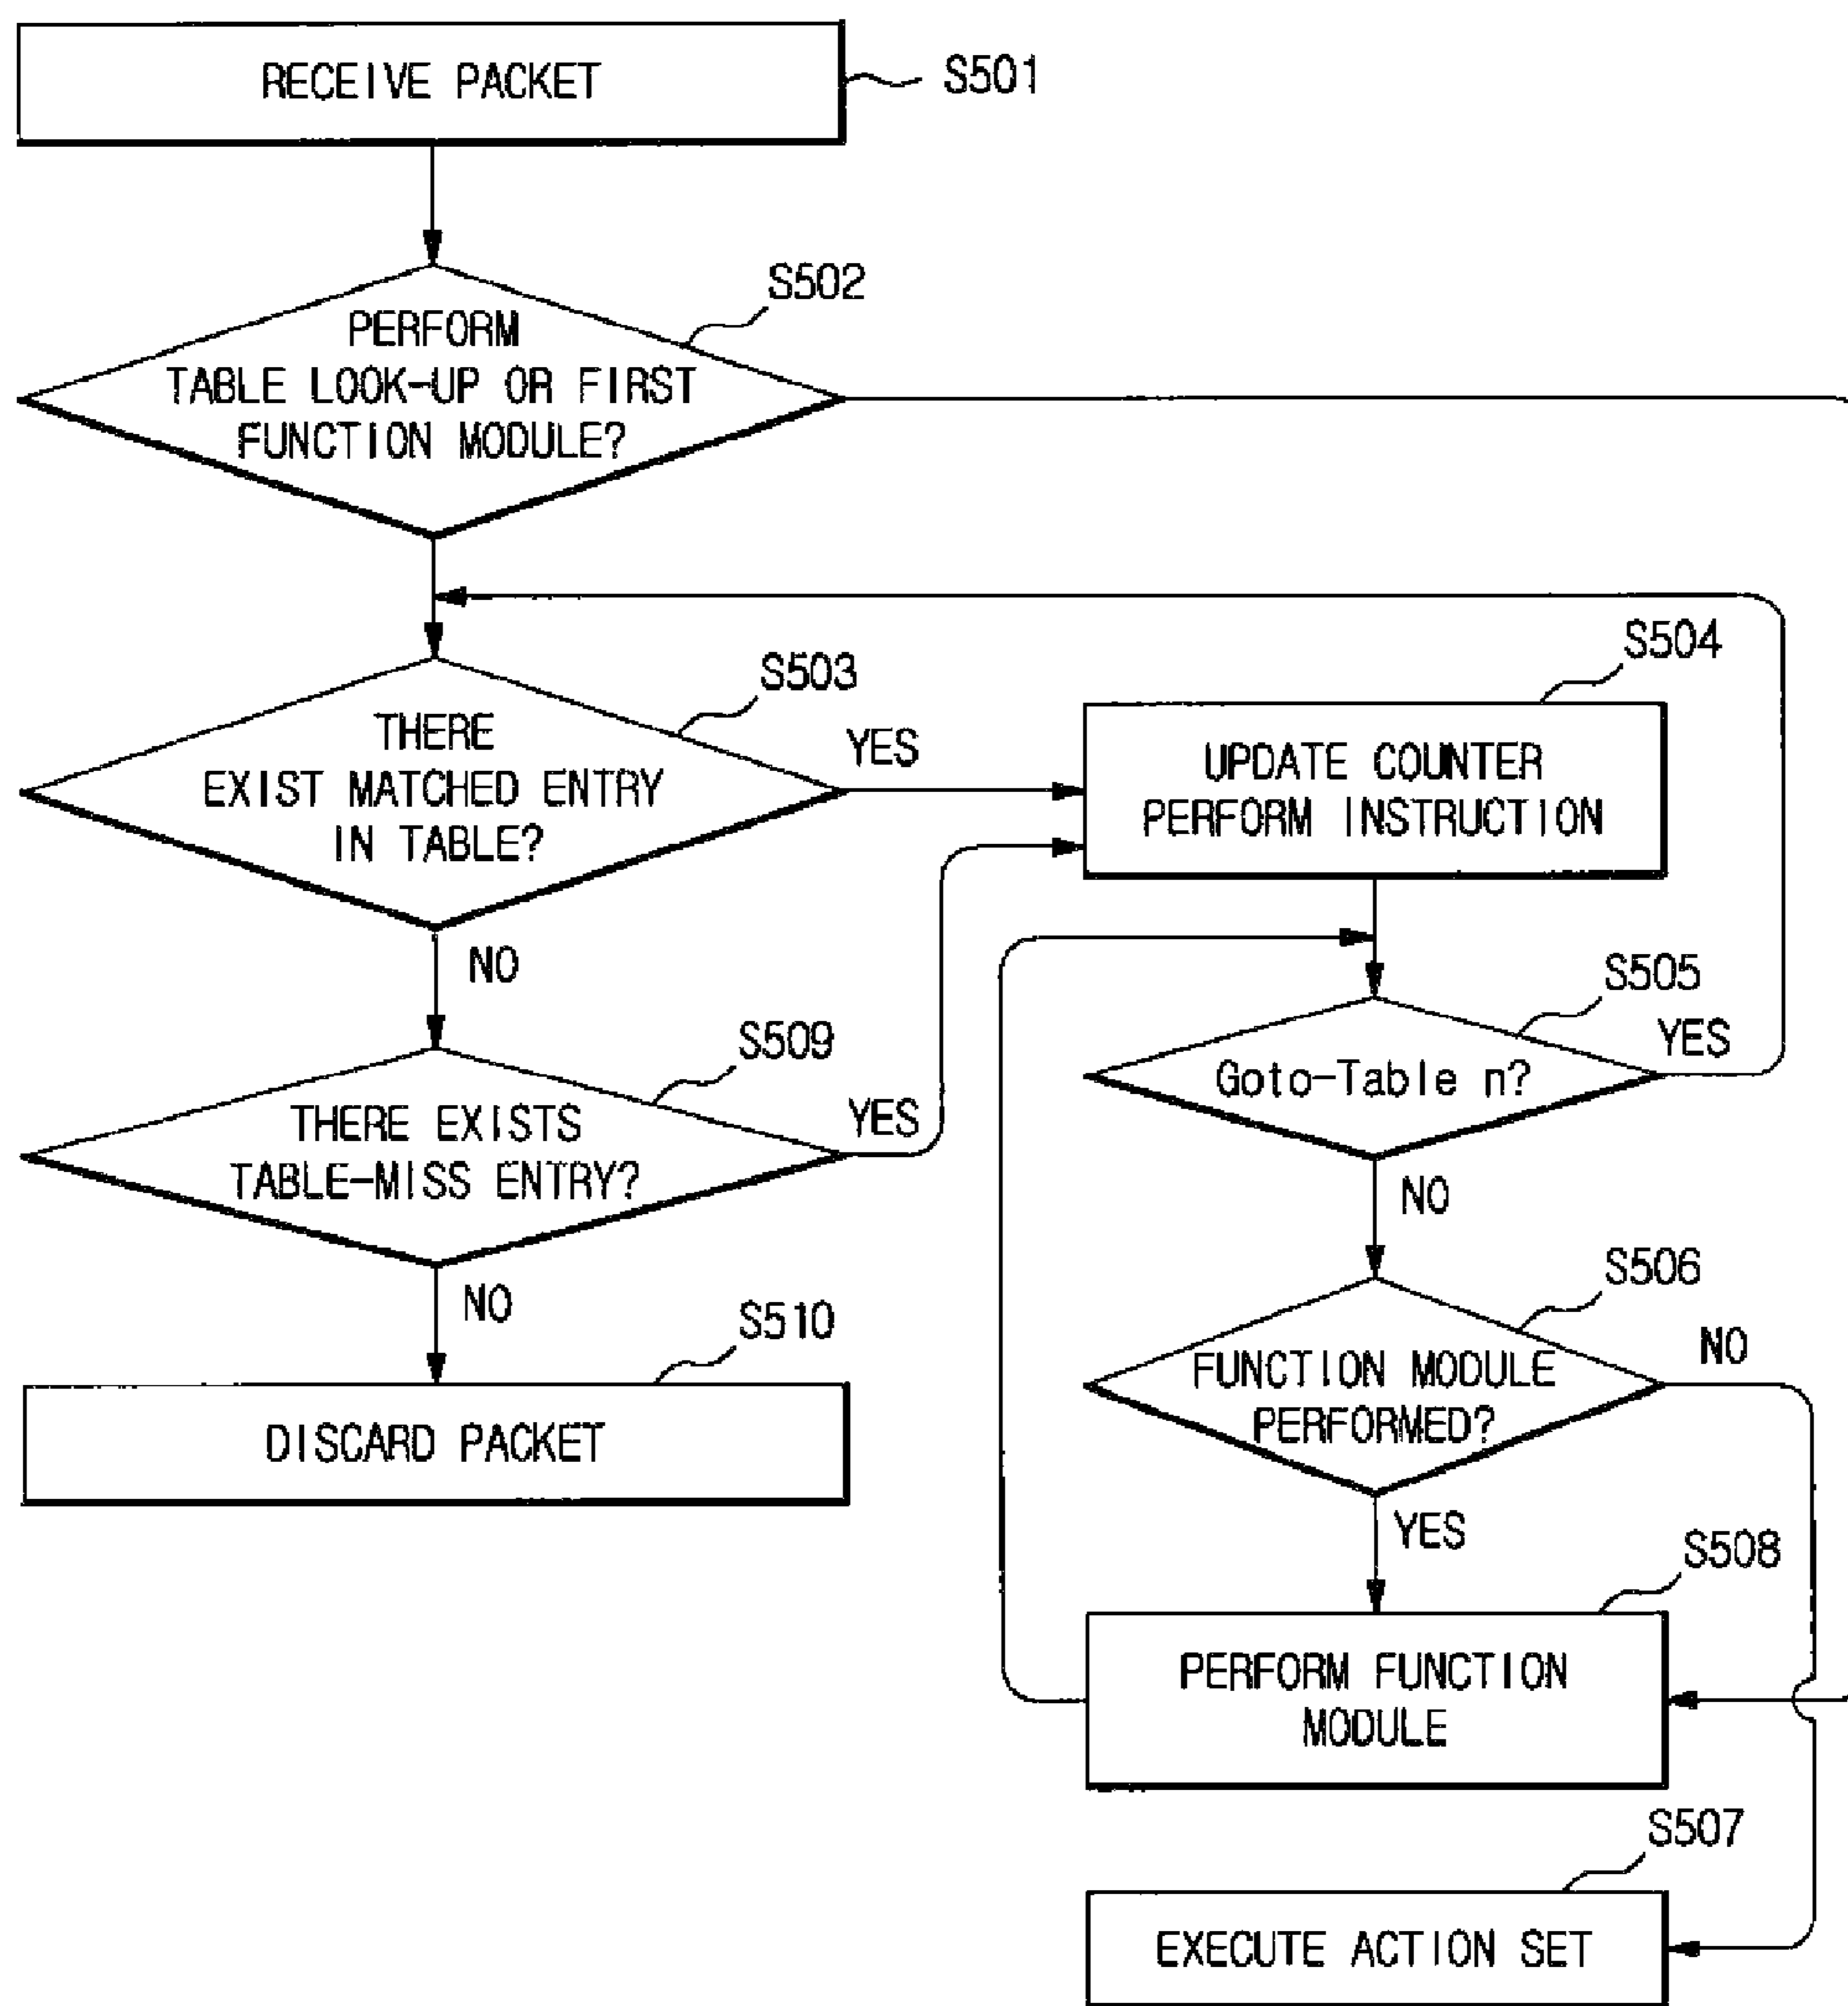 RECEIVE PACKET
S501
S502
PERFORM
TABLE LOOK-UP OR FIRST
FUNCTION MODULE?
S503
THERE
EXIST MATCHED ENTRY
IN TABLE?
YES
NO
S504
UPDATE COUNTER
PERFORM INSTRUCTION
S505
Goto-Table n?
YES
NO
S509
THERE EXISTS
TABLE-MISS ENTRY?
YES
NO
S510
DISCARD PACKET
S506
FUNCTION MODULE
PERFORMED?
NO
YES
S508
PERFORM FUNCTION
MODULE
S507
EXECUTE ACTION SET